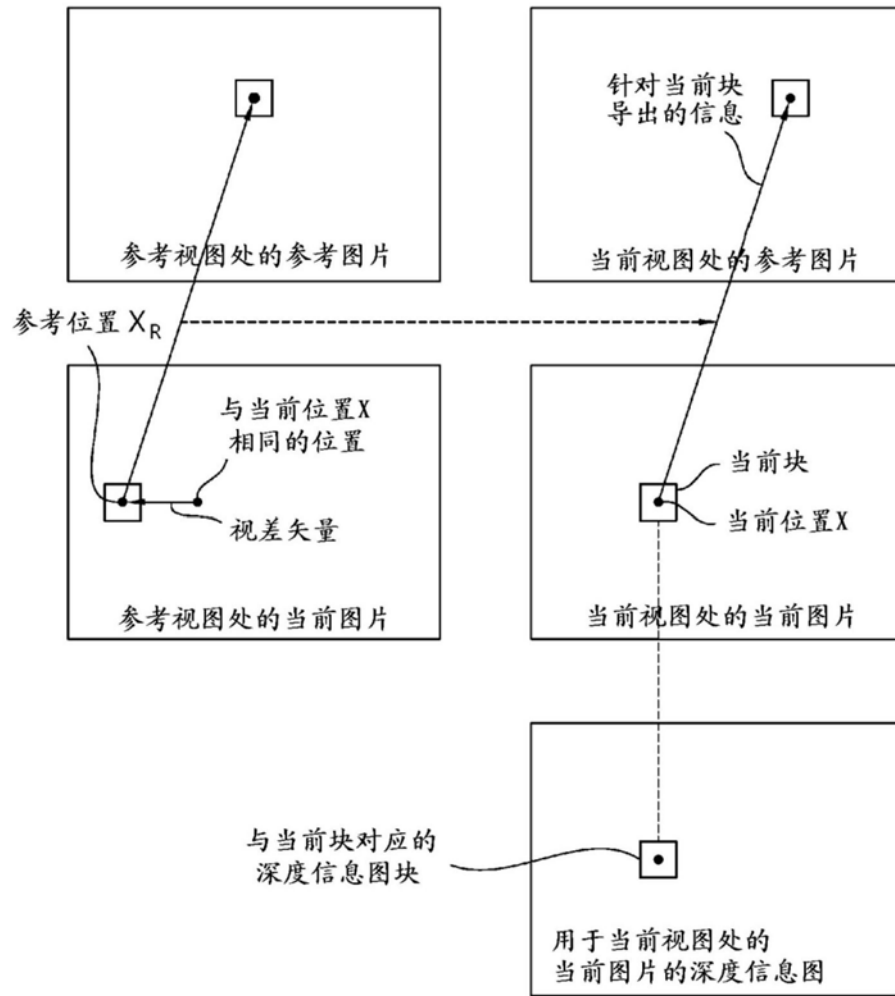 针对当前块
导出的信息
参考视图处的参考图片
当前视图处的参考图片
参考位置 X_R
与当前位置X
相同的位置
视差矢量
当前块
当前位置X
参考视图处的当前图片
当前视图处的当前图片
与当前块对应的
深度信息图块
用于当前视图处的
当前图片的深度信息图